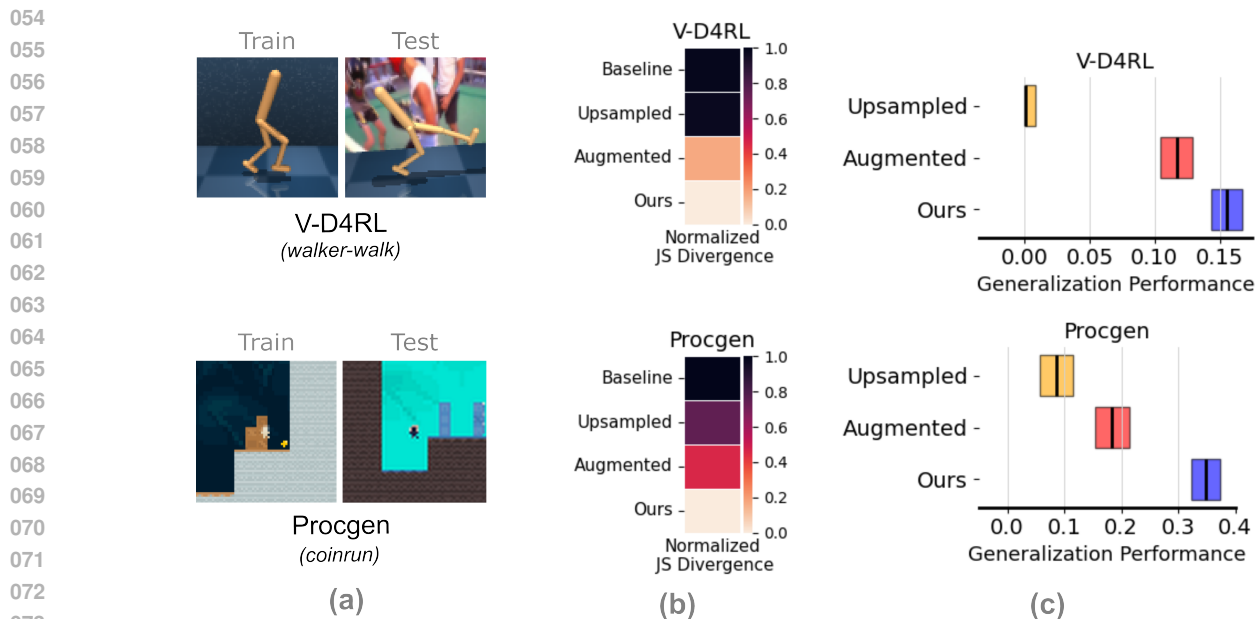 054
055
056
057
058
059
060
061
062
063
064
065
066
067
068
069
070
071
072
Train Test
V-D4RL
(walker-walk)
Train Test
Procgen
(coinrun)
(a)
V-D4RL
Baseline
Upsampled
Augmented
Ours
1.0
0.8
0.6
0.4
0.2
0.0
Normalized
JS Divergence
Procgen
Baseline
Upsampled
Augmented
Ours
1.0
0.8
0.6
0.4
0.2
0.0
Normalized
JS Divergence
(b)
V-D4RL
Upsampled
Augmented
Ours
0.00 0.05 0.10 0.15
Generalization Performance
Procgen
Upsampled
Augmented
Ours
0.0 0.1 0.2 0.3 0.4
Generalization Performance
(c)